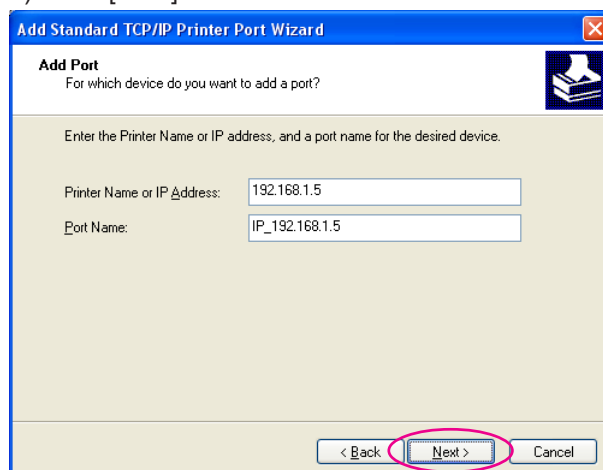 Add Standard TCP/IP Printer Port Wizard
Add Port
For which device do you want to add a port?
Enter the Printer Name or IP address, and a port name for the desired device.
Printer Name or IP Address: 192.168.1.5
Port Name: IP_192.168.1.5
< Back Next > Cancel